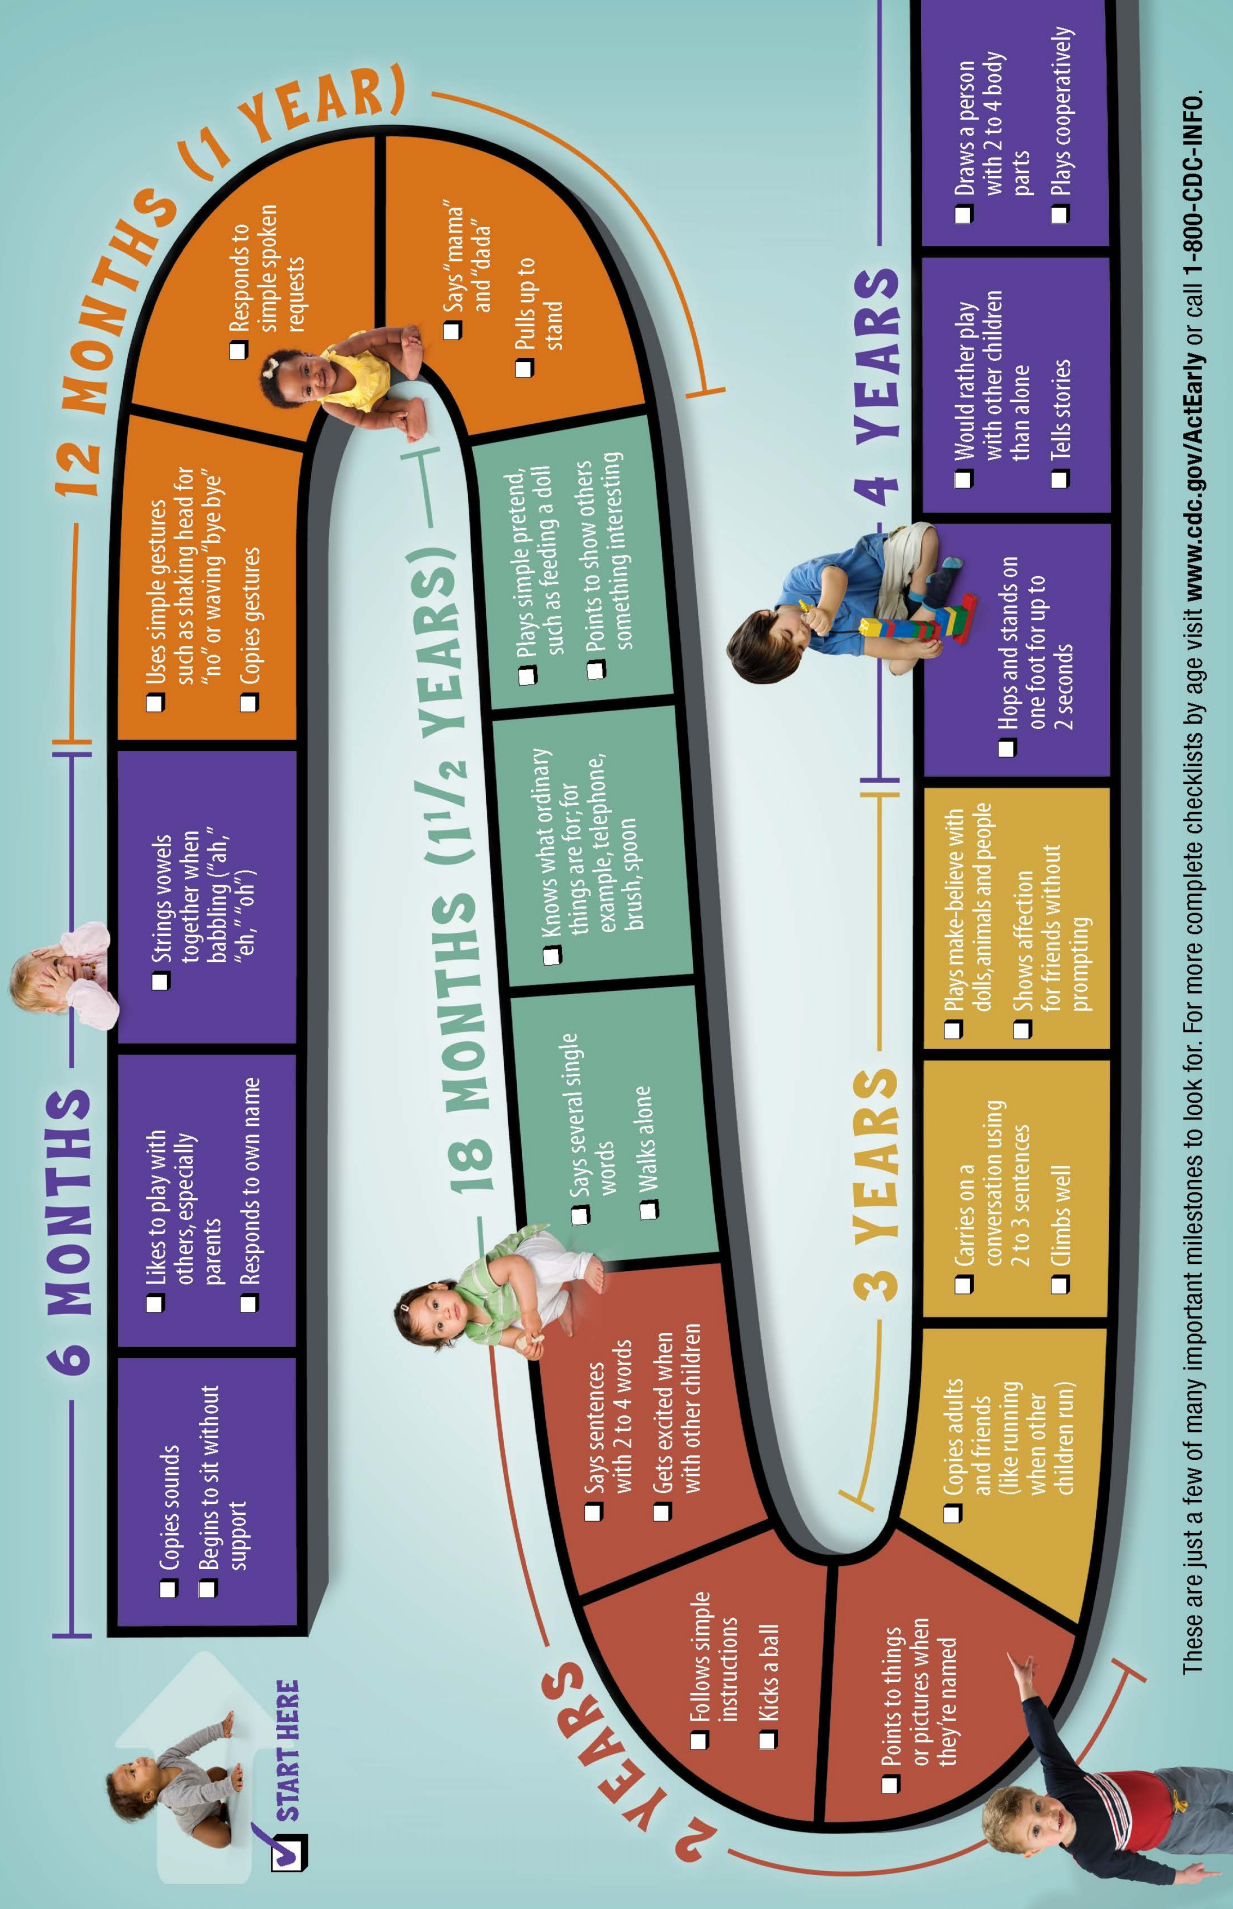 START HERE
6 MONTHS
Copies sounds
Begins to sit without
support
Likes to play with
others, especially
parents
Responds to own name
Strings vowels
together when
babbling (“ah,”
“eh,” “oh”)
12 MONTHS (1 YEAR)
Uses simple gestures
such as shaking head for
“no” or waving “bye bye”
Copies gestures
Responds to
simple spoken
requests
Says “mama”
and “dada”
Pulls up to
stand
18 MONTHS (1 1/2 YEARS)
Plays simple pretend,
such as feeding a doll
Points to show others
something interesting
Knows what ordinary
things are for; for
example, telephone,
brush, spoon
Says several single
words
Walks alone
2 YEARS
Says sentences
with 2 to 4 words
Gets excited when
with other children
Follows simple
instructions
Kicks a ball
Points to things
or pictures when
they’re named
3 YEARS
Copies adults
and friends
(like running
when other
children run)
Carries on a
conversation using
2 to 3 sentences
Climbs well
Plays make-believe with
dolls, animals and people
Shows affection
for friends without
prompting
4 YEARS
Hops and stands on
one foot for up to
2 seconds
Would rather play
with other children
than alone
Tells stories
Draws a person
with 2 to 4 body
parts
Plays cooperatively
These are just a few of many important milestones to look for. For more complete checklists by age visit www.cdc.gov/ActEarly or call 1-800-CDC-INFO.